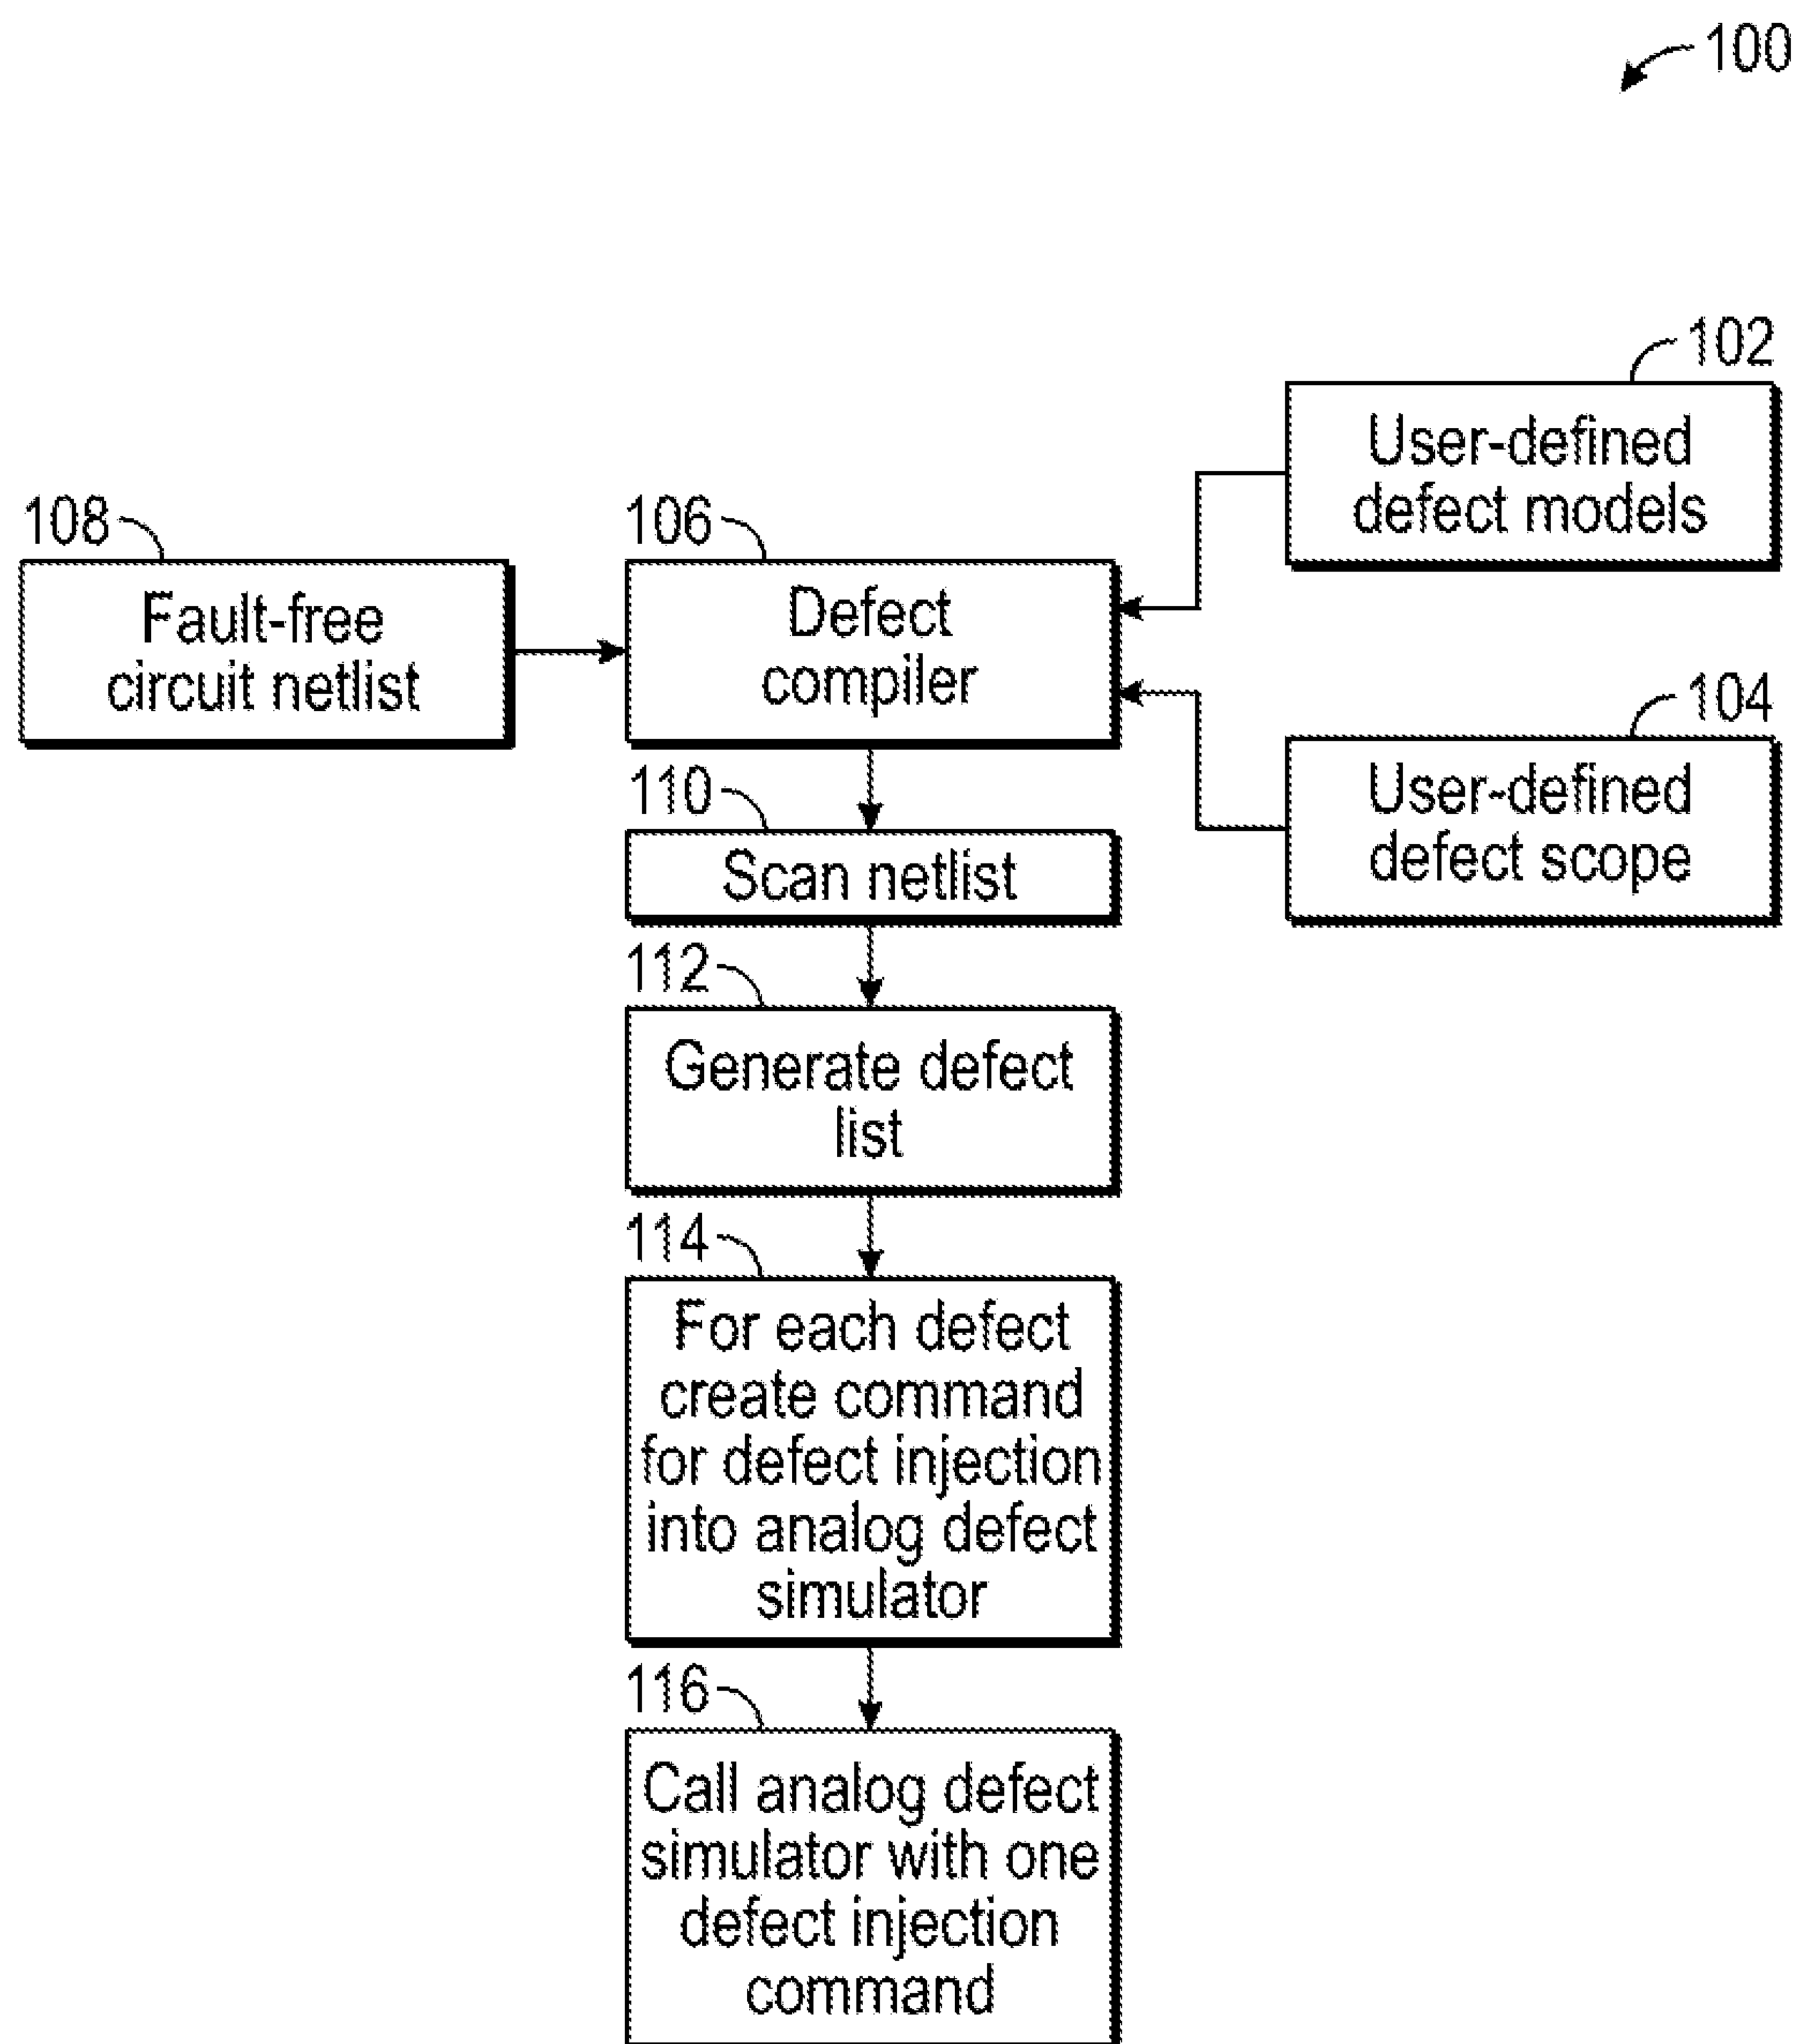 100
102
User-defined
defect models
108
106
Fault-free
circuit netlist
Defect
compiler
104
User-defined
defect scope
110
Scan netlist
112
Generate defect
list
114
For each defect
create command
for defect injection
into analog defect
simulator
116
Call analog defect
simulator with one
defect injection
command